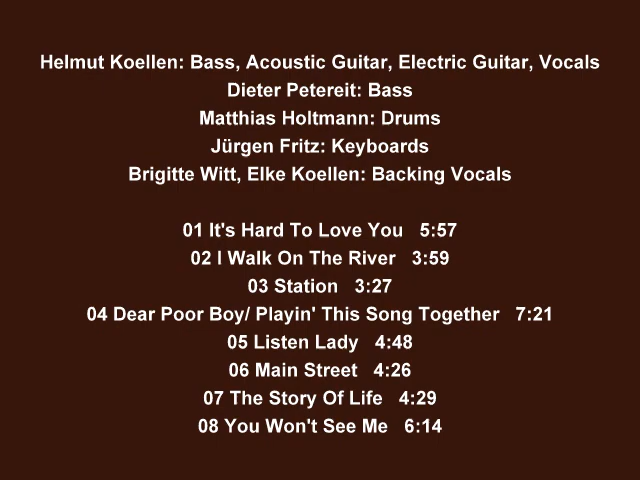 Helmut Koellen: Bass, Acoustic Guitar, Electric Guitar, Vocals
Dieter Petereit: Bass
Matthias Holtmann: Drums
Jürgen Fritz: Keyboards
Brigitte Witt, Elke Koellen: Backing Vocals
01 It's Hard To Love You 5:57
02 I Walk On The River 3:59
03 Station 3:27
04 Dear Poor Boy/ Playin' This Song Together 7:21
05 Listen Lady 4:48
06 Main Street 4:26
07 The Story Of Life 4:29
08 You Won't See Me 6:14